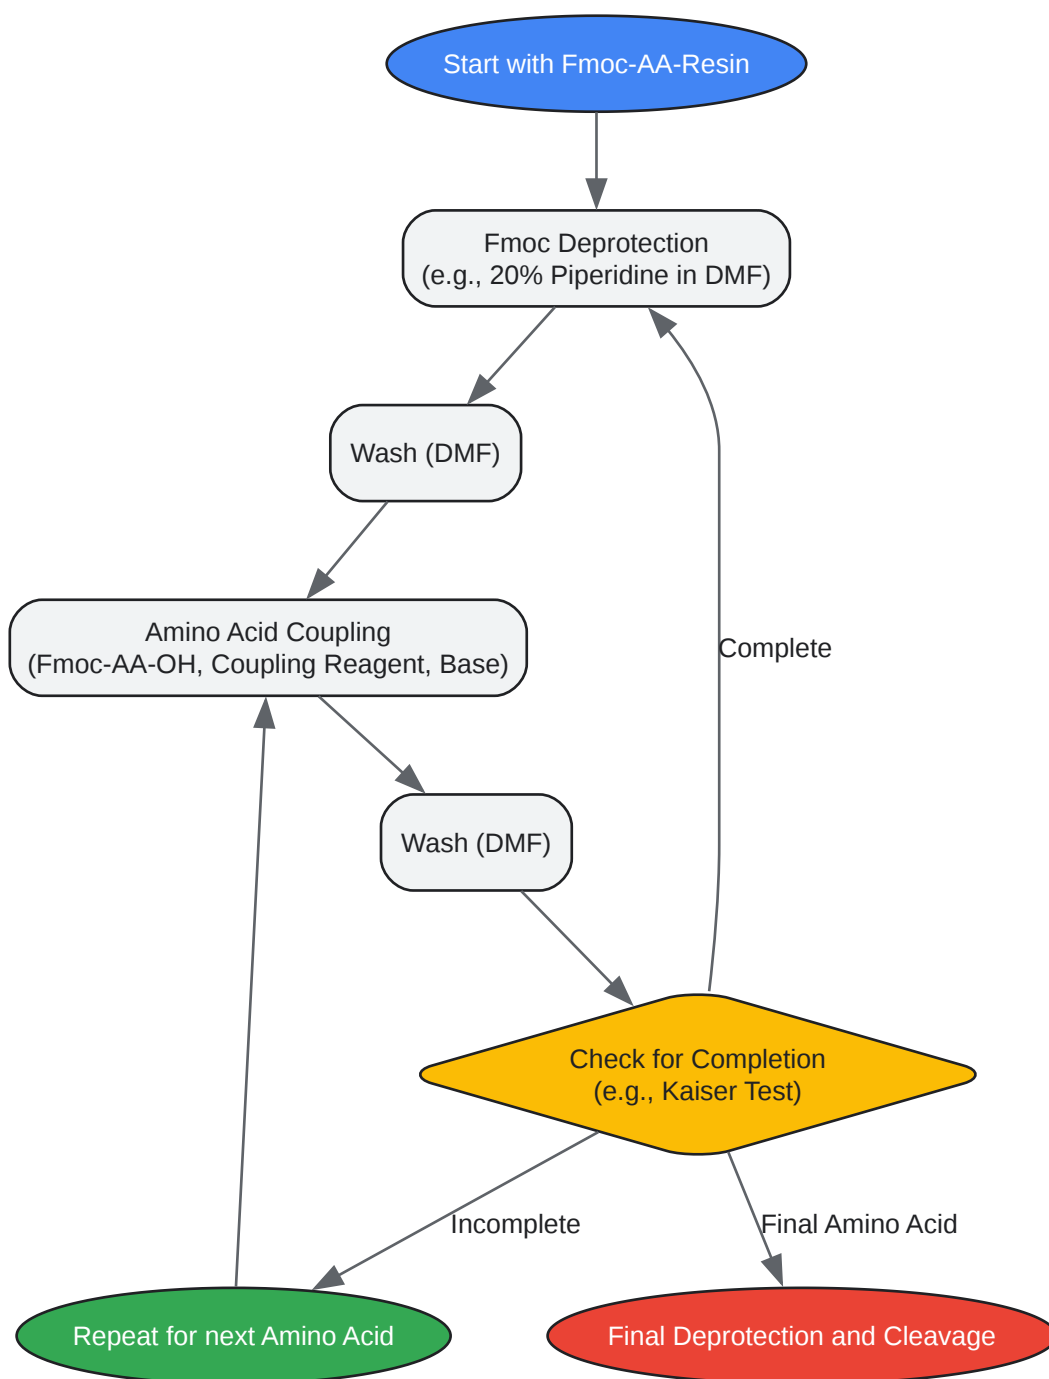 Start with Fmoc-AA-Resin
Fmoc Deprotection
(e.g., 20% Piperidine in DMF)
Wash (DMF)
Amino Acid Coupling
(Fmoc-AA-OH, Coupling Reagent, Base)
Complete
Wash (DMF)
Check for Completion
(e.g., Kaiser Test)
Incomplete
Final Amino Acid
Repeat for next Amino Acid
Final Deprotection and Cleavage